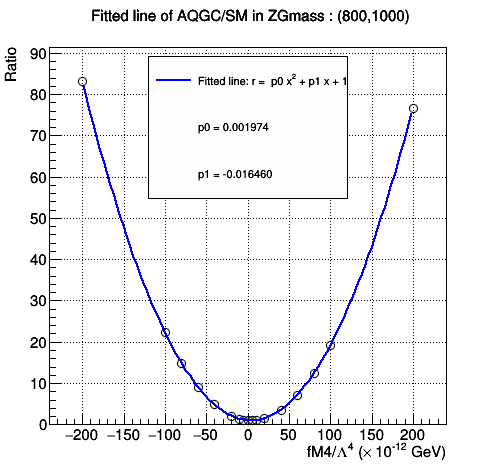 Fitted line of AQGC/SM in ZGmass : (800,1000)
Ratio
90
80
70
60
50
40
30
20
10
0
Fitted line: r = p0 x² + p1 x + 1
p0 = 0.001974
p1 = -0.016460
−200 −150 −100 −50 0 50 100 150 200
fM4/Λ⁴ (× 10⁻¹² GeV)